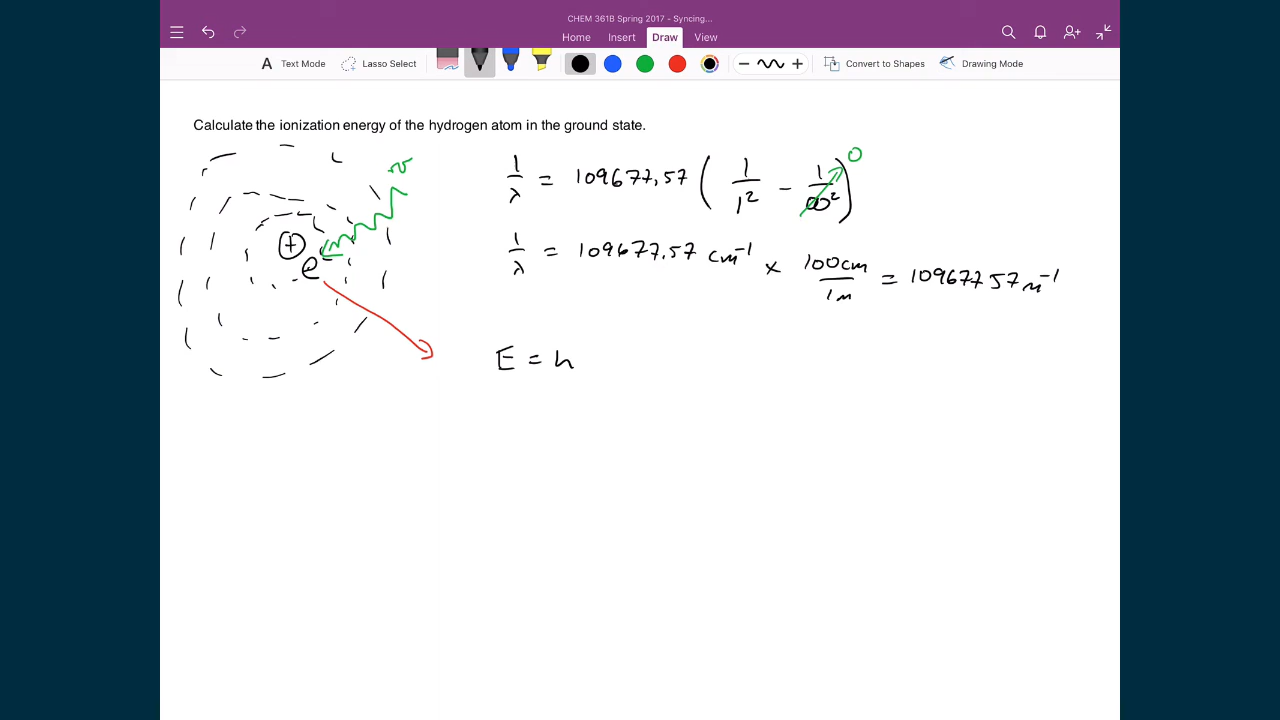 CHEM 361B Spring 2017 - Syncing...
Home Insert Draw View
A Text Mode Lasso Select Convert to Shapes Drawing Mode
Calculate the ionization energy of the hydrogen atom in the ground state.
1/λ = 109677.57 ( 1/1² - 1/∞² ) 0
+
e
1/λ = 109677.57 cm⁻¹ × 100cm/1m = 10967757 m⁻¹
E = h